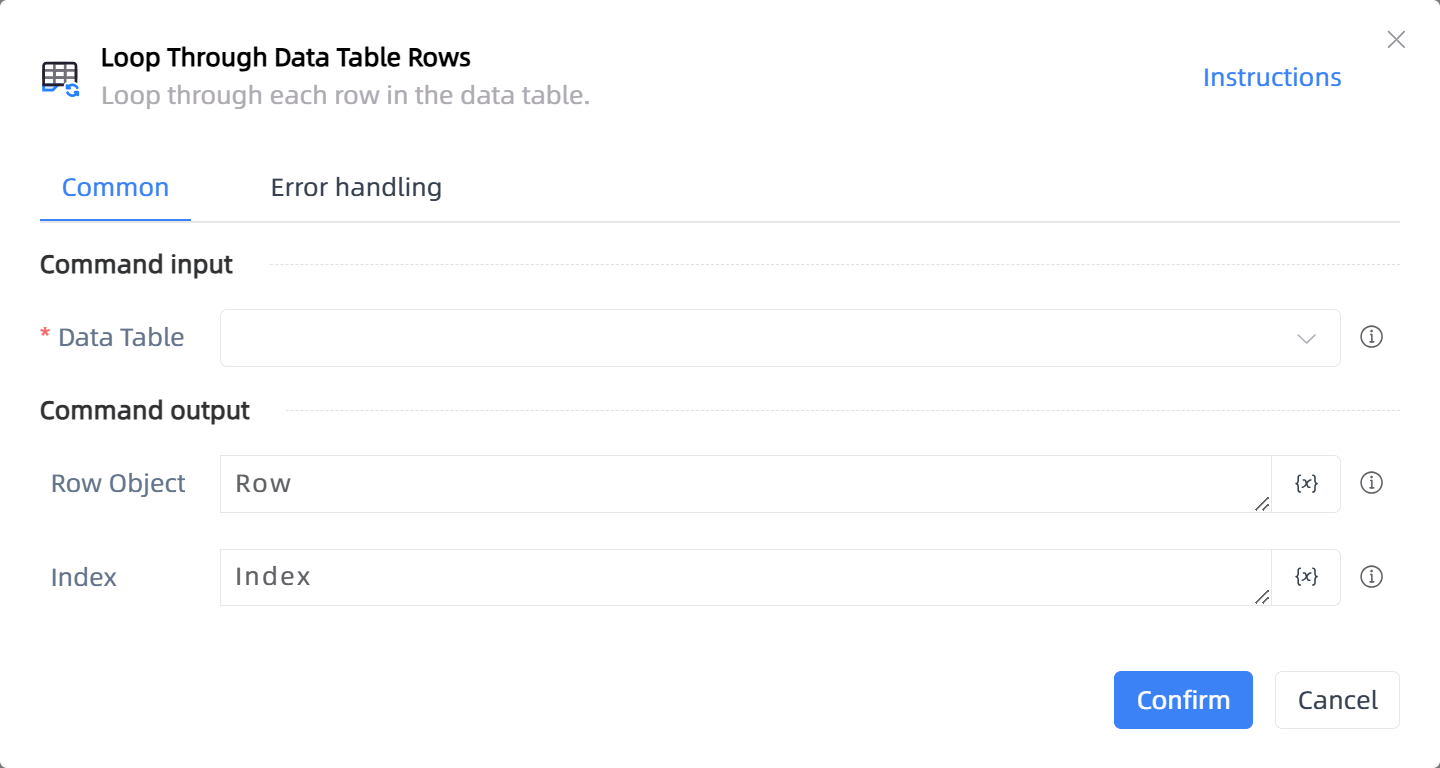 Loop Through Data Table Rows
Loop through each row in the data table.
Instructions
Common
Error handling
Command input
* Data Table
Command output
Row Object
Row
{x}
Index
Index
{x}
Confirm
Cancel